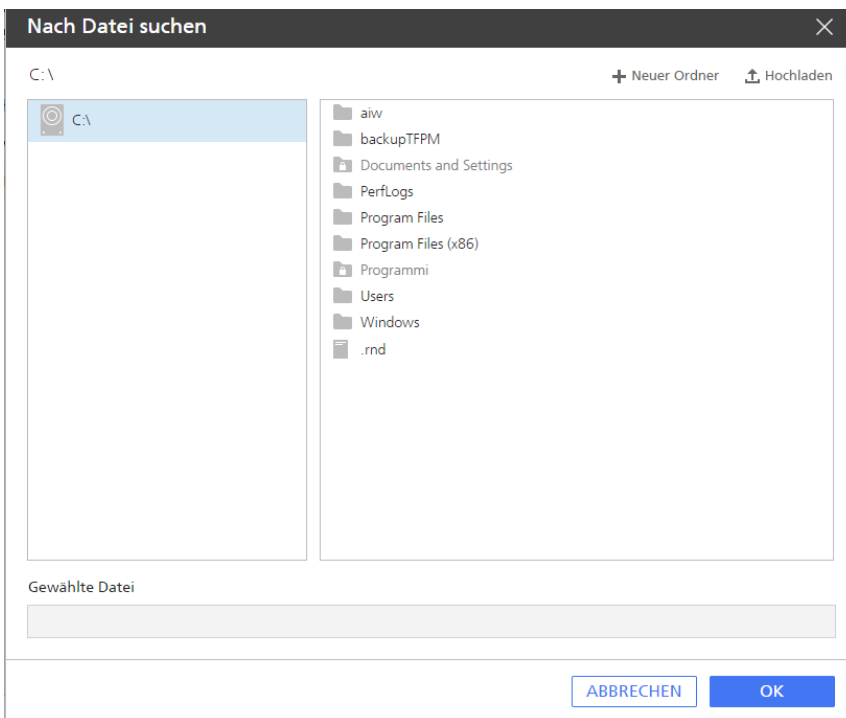 Nach Datei suchen
C:\
Neuer Ordner
Hochladen
C:\
aiw
backupTFPM
Documents and Settings
PerfLogs
Program Files
Program Files (x86)
Programmi
Users
Windows
.rnd
Gewählte Datei
ABBRECHEN
OK